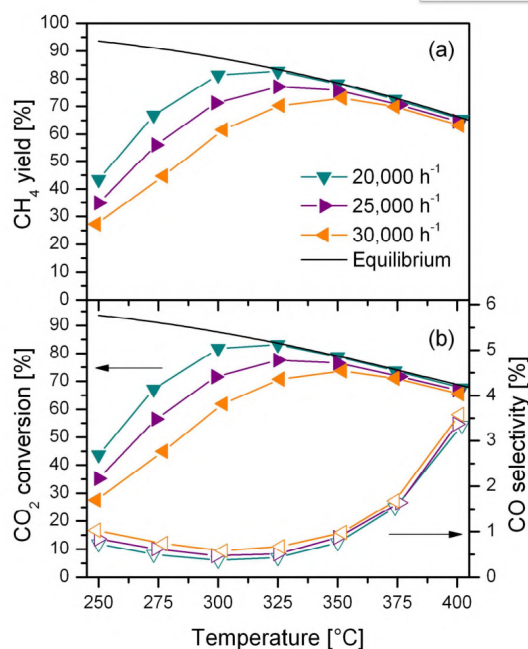 100
90
80
70
60
50
40
30
20
10
0
CH₄ yield [%]
(a)
20,000 h⁻¹
25,000 h⁻¹
30,000 h⁻¹
Equilibrium
90
80
70
60
50
40
30
20
10
0
CO₂ conversion [%]
(b)
6
5
4
3
2
1
0
CO selectivity [%]
250 275 300 325 350 375 400
Temperature [°C]